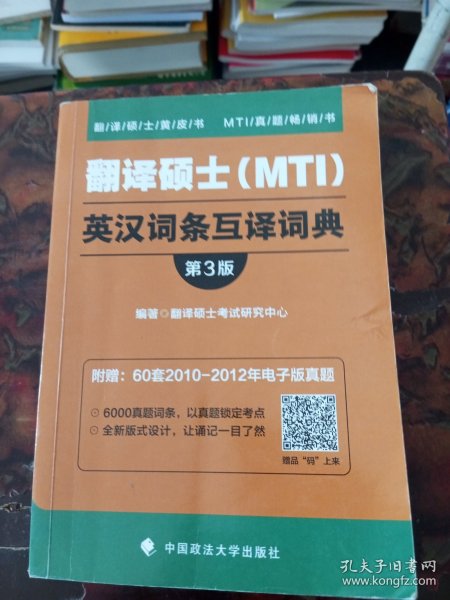 翻/译/硕/士/黄/皮/书 MTI/真/题/畅/销/书
翻译硕士(MTI)
英汉词条互译词典
第3版
编著◎翻译硕士考试研究中心
附赠：60套2010-2012年电子版真题
⊙ 6000真题词条，以真题锁定考点
⊙ 全新版式设计，让诵记一目了然
赠品“码”上来
中国政法大学出版社
孔夫子旧书网
www.kongfz.com